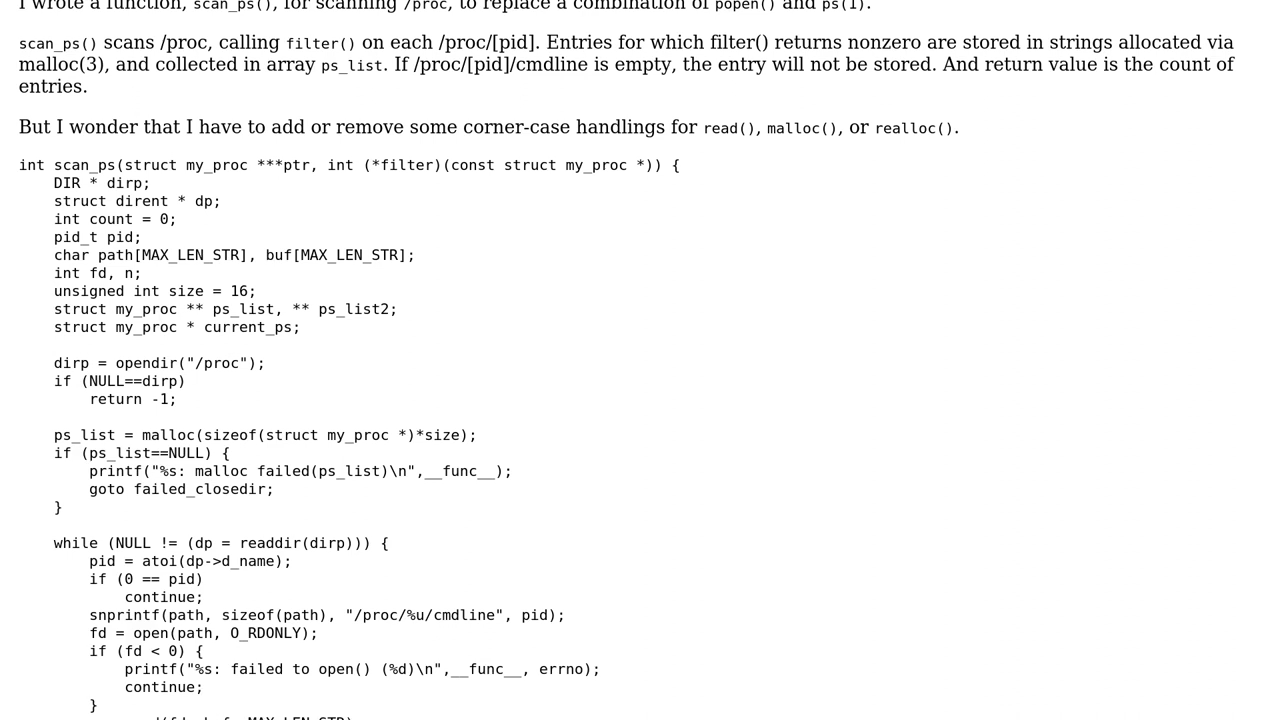 I wrote a function, scan_ps(), for scanning /proc, to replace a combination of popen() and ps(1).
scan_ps() scans /proc, calling filter() on each /proc/[pid]. Entries for which filter() returns nonzero are stored in strings allocated via
malloc(3), and collected in array ps_list. If /proc/[pid]/cmdline is empty, the entry will not be stored. And return value is the count of
entries.
But I wonder that I have to add or remove some corner-case handlings for read(), malloc(), or realloc().
int scan_ps(struct my_proc ***ptr, int (*filter)(const struct my_proc *)) {
    DIR * dirp;
    struct dirent * dp;
    int count = 0;
    pid_t pid;
    char path[MAX_LEN_STR], buf[MAX_LEN_STR];
    int fd, n;
    unsigned int size = 16;
    struct my_proc ** ps_list, ** ps_list2;
    struct my_proc * current_ps;
    dirp = opendir("/proc");
    if (NULL==dirp)
        return -1;
    ps_list = malloc(sizeof(struct my_proc *)*size);
    if (ps_list==NULL) {
        printf("%s: malloc failed(ps_list)\n",__func__);
        goto failed_closedir;
    }
    while (NULL != (dp = readdir(dirp))) {
        pid = atoi(dp->d_name);
        if (0 == pid)
            continue;
        snprintf(path, sizeof(path), "/proc/%u/cmdline", pid);
        fd = open(path, O_RDONLY);
        if (fd < 0) {
            printf("%s: failed to open() (%d)\n",__func__, errno);
            continue;
        }